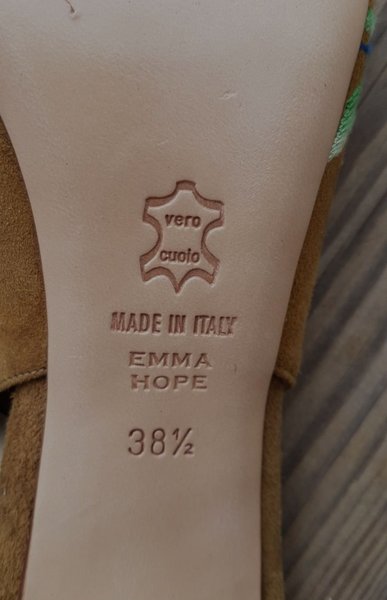 vero
cuoio
MADE IN ITALY
EMMA
HOPE
38½